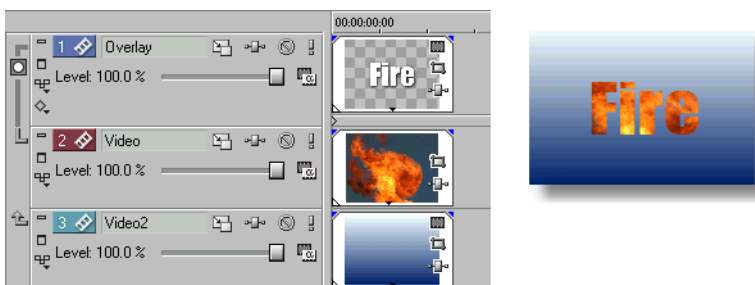 00:00:00:00
1 Overlay
Level: 100.0 %
Fire
Fire
2 Video
Level: 100.0 %
3 Video2
Level: 100.0 %